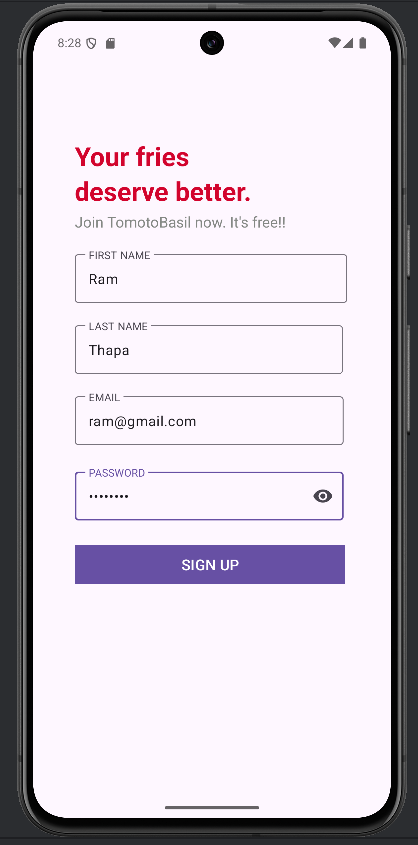 8:28
Your fries
deserve better.
Join TomotoBasil now. It's free!!
FIRST NAME
Ram
LAST NAME
Thapa
EMAIL
ram@gmail.com
PASSWORD
••••••••
SIGN UP